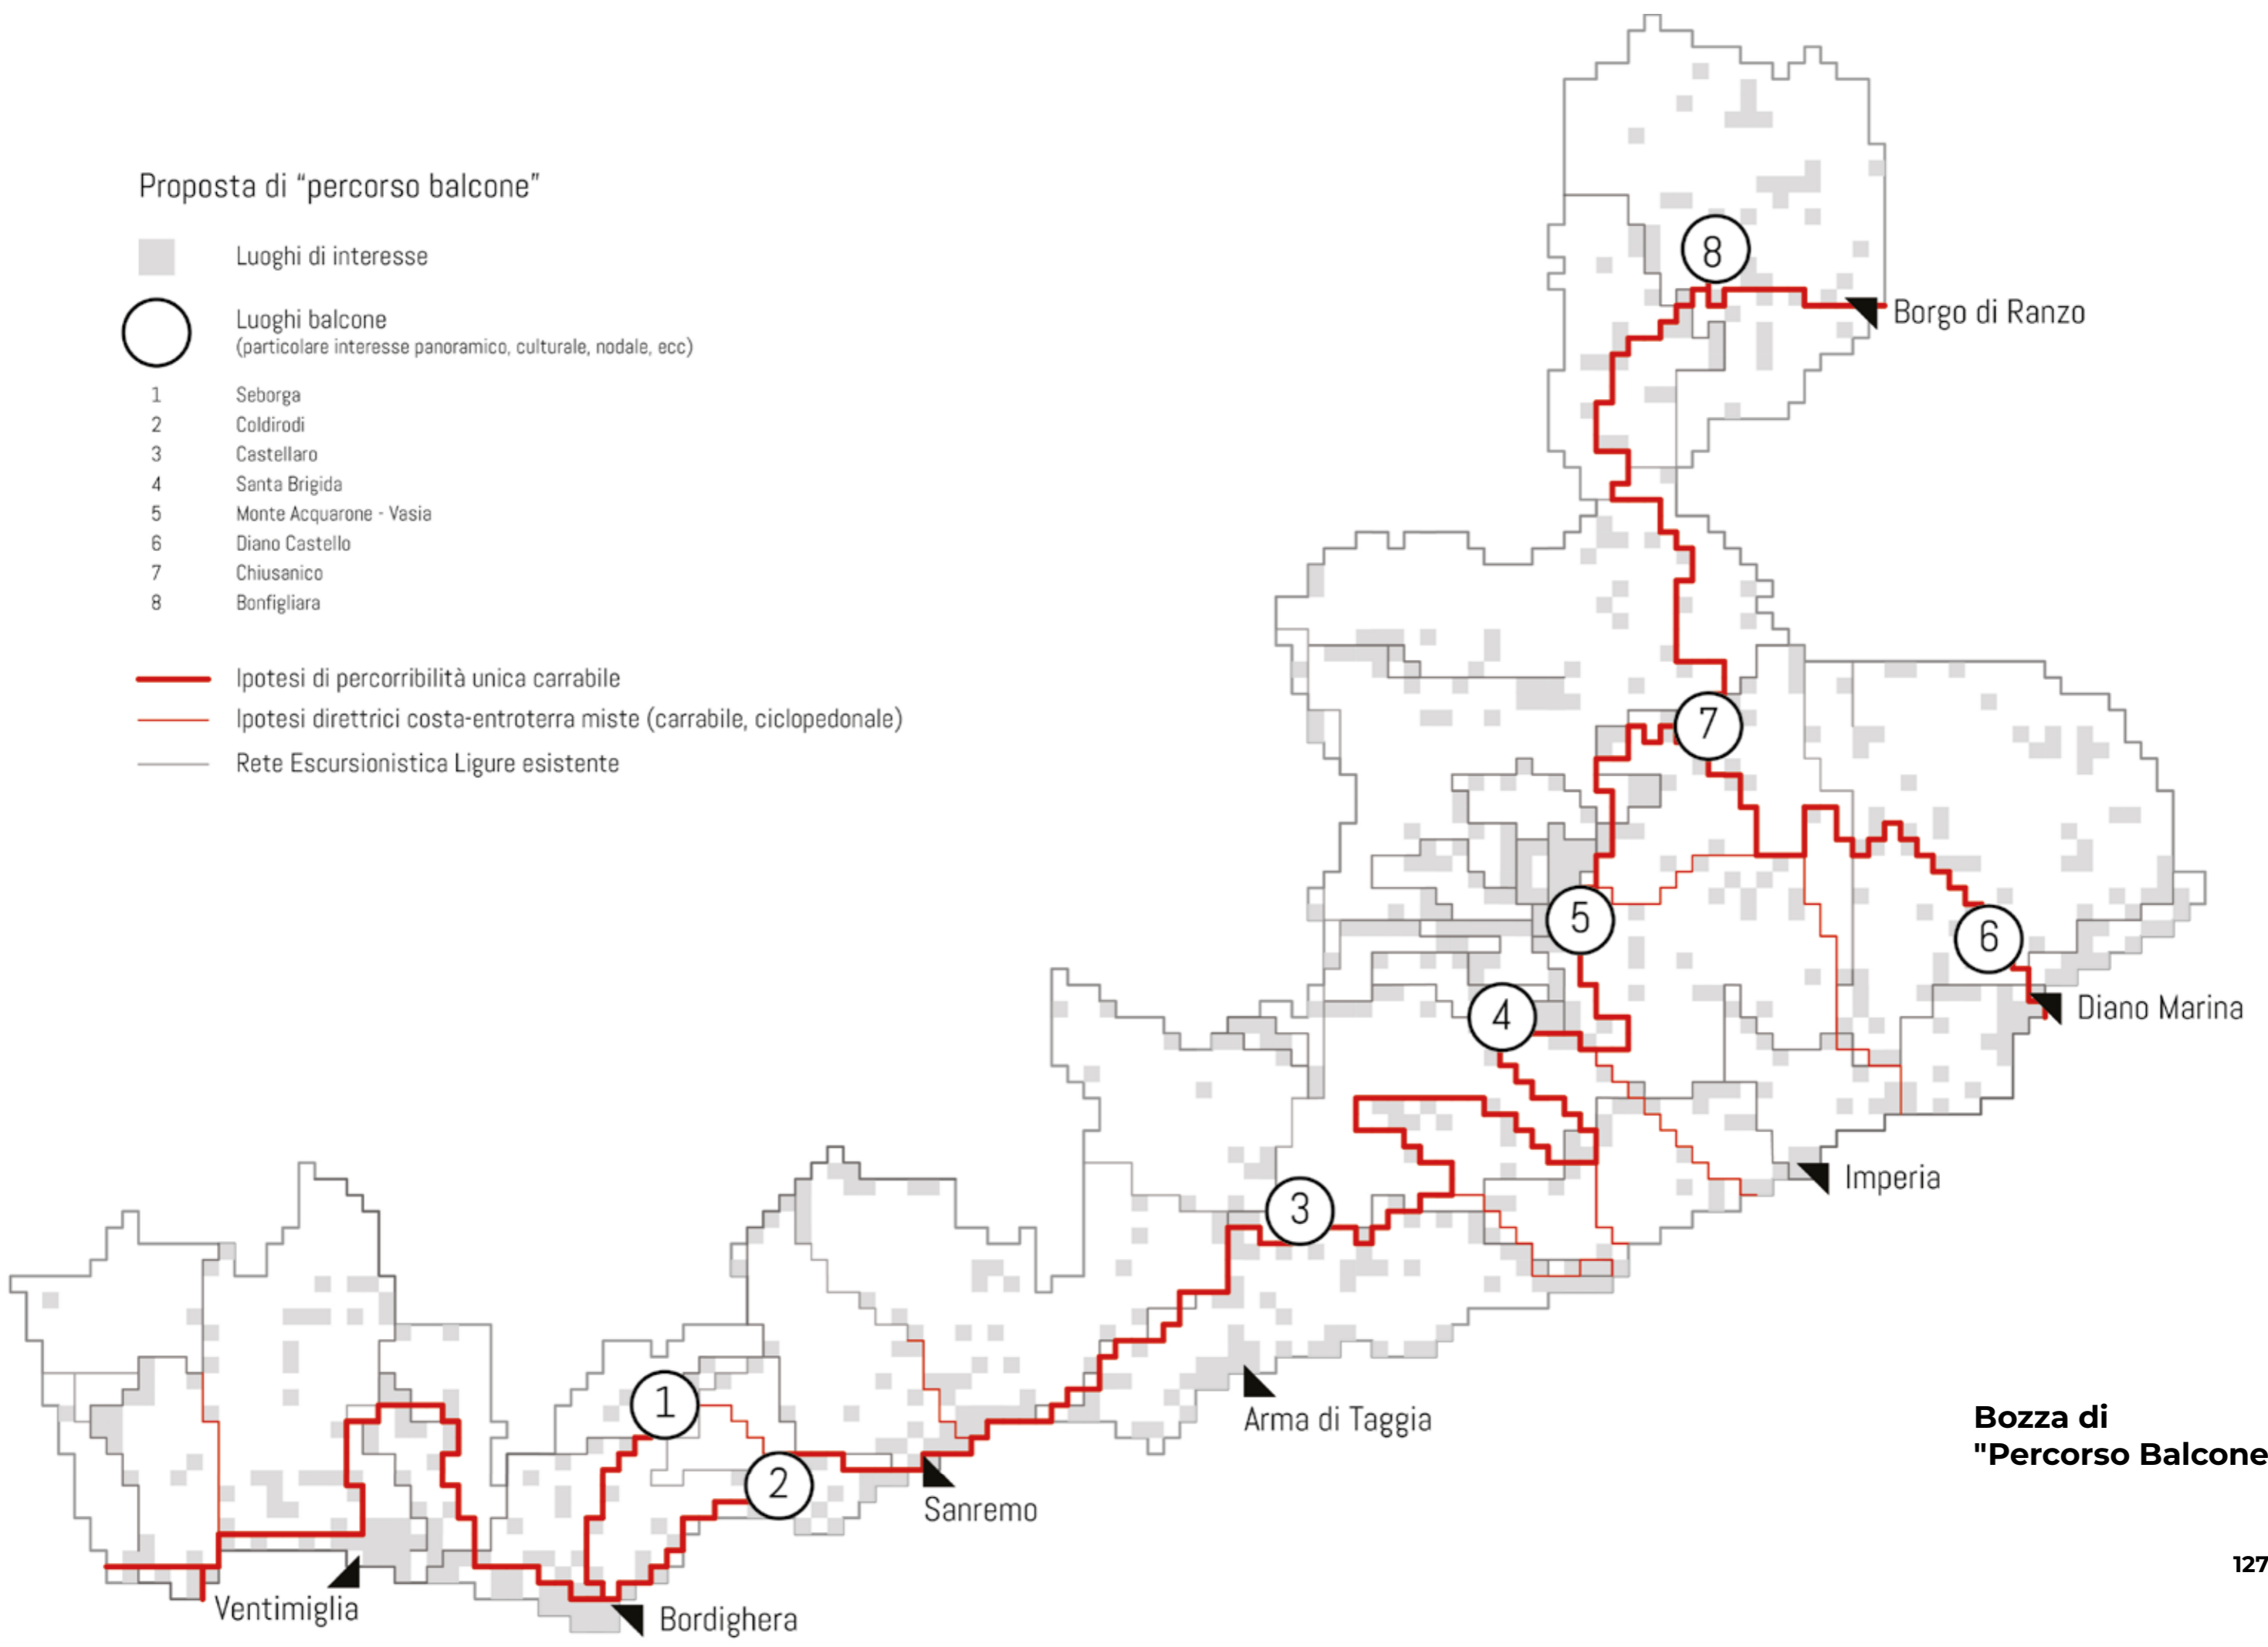 Proposta di “percorso balcone”
Luoghi di interesse
Luoghi balcone
(particolare interesse panoramico, culturale, nodale, ecc)
1 Seborga
2 Coldirodi
3 Castellaro
4 Santa Brigida
5 Monte Acquarone - Vasia
6 Diano Castello
7 Chiusanico
8 Bonfigliara
Ipotesi di percorribilità unica carrabile
Ipotesi direttrici costa-entroterra miste (carrabile, ciclopedonale)
Rete Escursionistica Ligure esistente
8
Borgo di Ranzo
7
5
6
4
Diano Marina
Imperia
3
1
Arma di Taggia
2
Sanremo
Ventimiglia
Bordighera
Bozza di
"Percorso Balcone
127